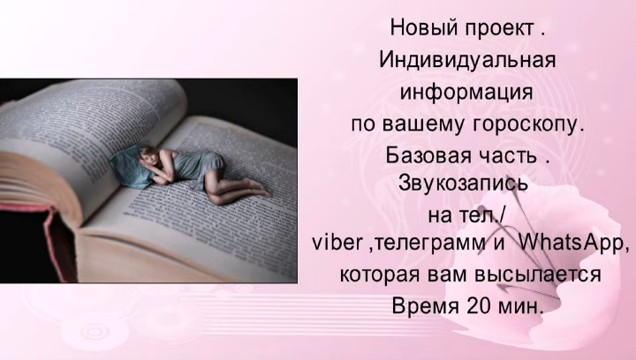 Новый проект .
Индивидуальная
информация
по вашему гороскопу.
Базовая часть .
Звукозапись
на тел./
viber ,телеграмм и WhatsApp,
которая вам высылается
Время 20 мин.